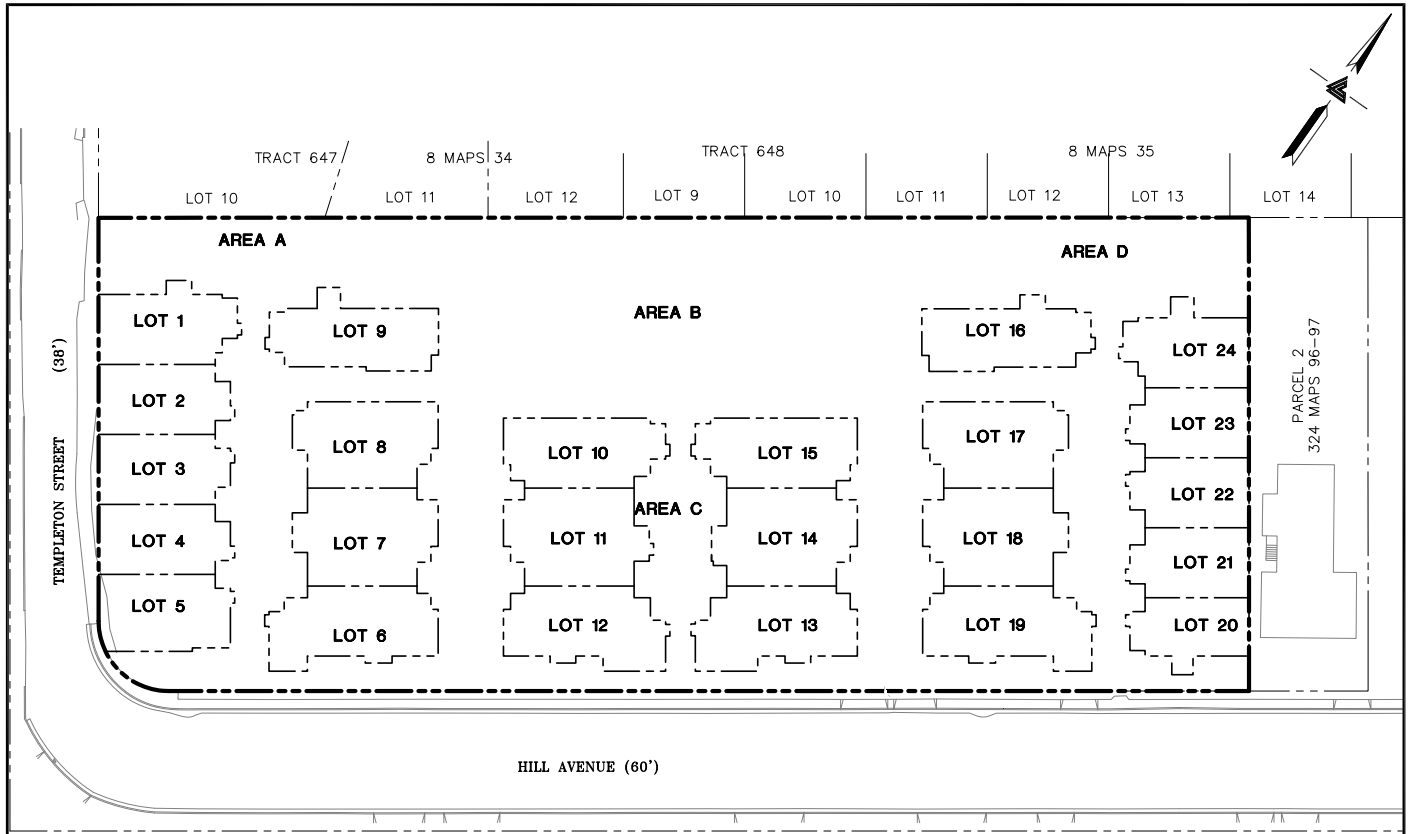 TRACT 647
8 MAPS 34
TRACT 648
8 MAPS 35
LOT 10
LOT 11
LOT 12
LOT 9
LOT 10
LOT 11
LOT 12
LOT 13
LOT 14
AREA A
AREA D
AREA B
LOT 1
LOT 9
LOT 16
LOT 24
LOT 2
LOT 8
LOT 10
LOT 15
LOT 17
LOT 23
LOT 3
LOT 22
AREA C
LOT 4
LOT 7
LOT 11
LOT 14
LOT 18
LOT 21
LOT 5
LOT 6
LOT 12
LOT 13
LOT 19
LOT 20
TEMPLETON STREET (38')
PARCEL 2
324 MAPS 96-97
HILL AVENUE (60')